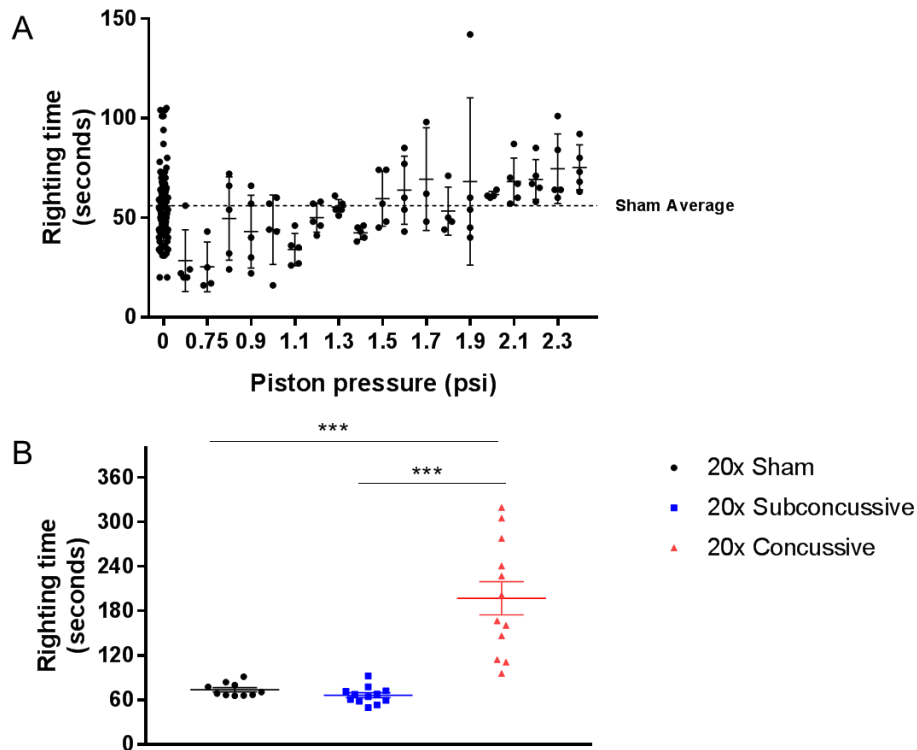 A
150
100
50
0
Righting time
(seconds)
Sham Average
0 0.75 0.9 1.1 1.3 1.5 1.7 1.9 2.1 2.3
Piston pressure (psi)
B
***
***
360
300
240
180
120
60
0
Righting time
(seconds)
20x Sham
20x Subconcussive
20x Concussive